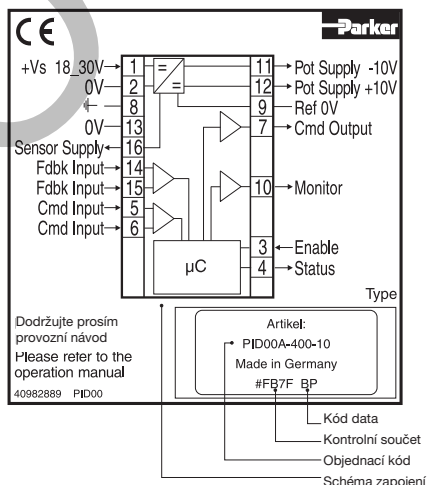 CE
Parker
+Vs 18_30V 1 = 11 Pot Supply -10V
0V 2 = 12 Pot Supply +10V
8 9 Ref 0V
0V 13 7 Cmd Output
Sensor Supply 16
Fdbk Input 14
Fdbk Input 15 10 Monitor
Cmd Input 5
Cmd Input 6
3 Enable
µC 4 Status
Type
Dodržujte prosím
provozní návod
Please refer to the
operation manual
40982889 PID00
Artikel:
PID00A-400-10
Made in Germany
#FB7F BP
Kód data
Kontrolní součet
Objednací kód
Schéma zapojení